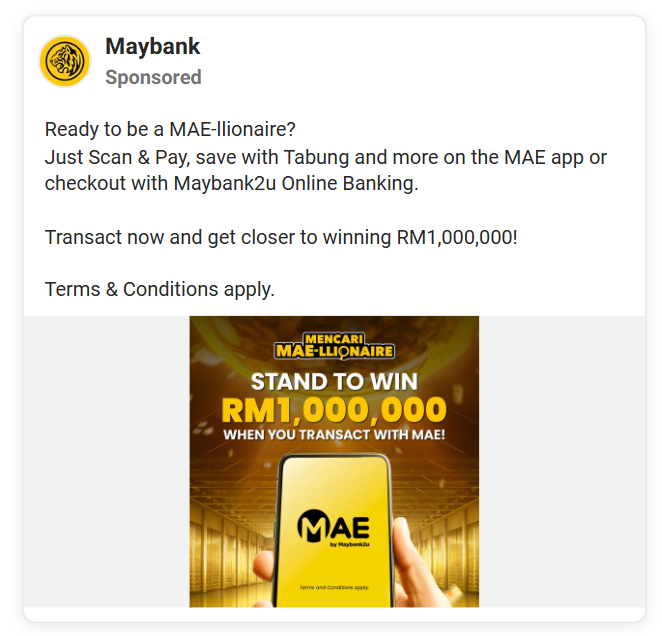 Maybank
Sponsored
Ready to be a MAE-llionaire?
Just Scan & Pay, save with Tabung and more on the MAE app or
checkout with Maybank2u Online Banking.
Transact now and get closer to winning RM1,000,000!
Terms & Conditions apply.
MENCARI
MAE-LLIONAIRE
STAND TO WIN
RM1,000,000
WHEN YOU TRANSACT WITH MAE!
MAE
by Maybank2u
Terms and Conditions apply.